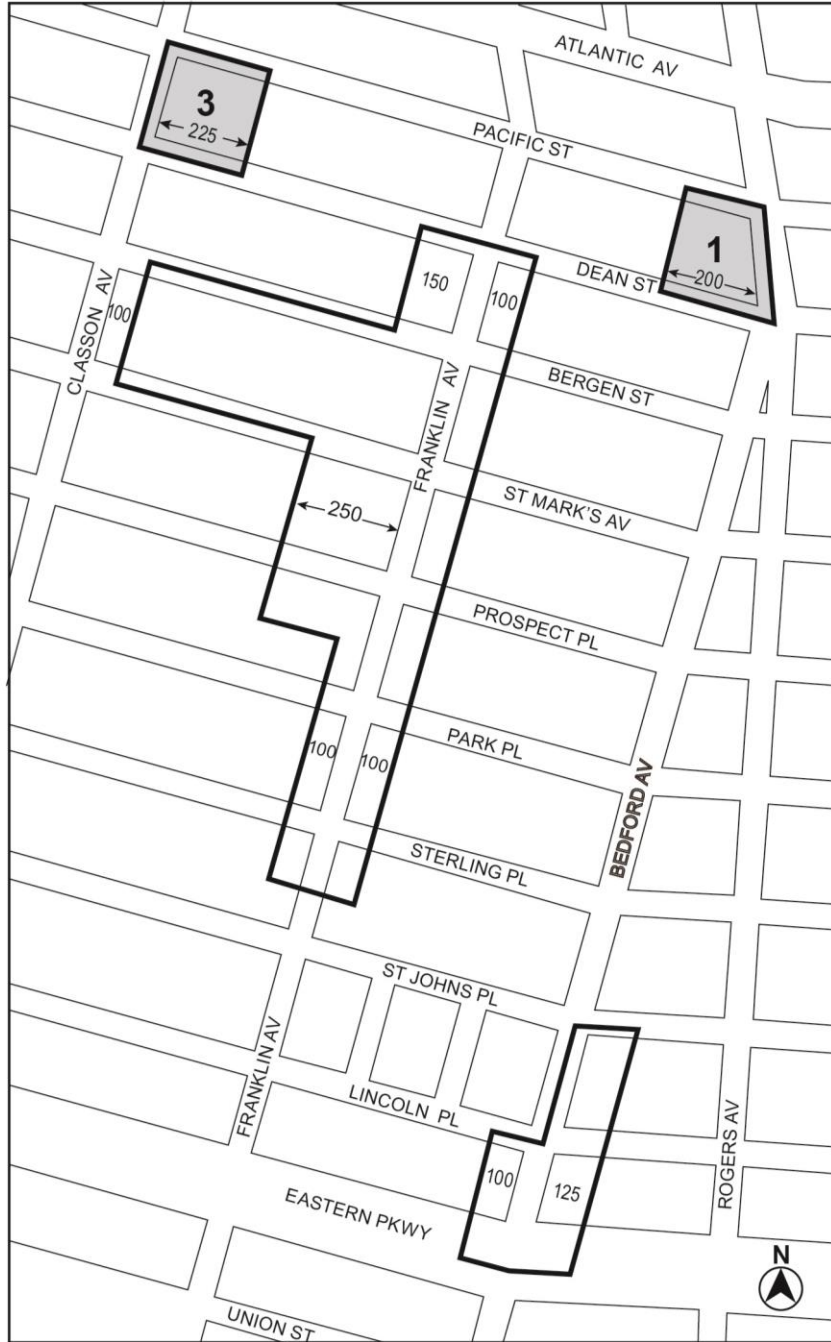 ATLANTIC AV
3
225
PACIFIC ST
1
200
DEAN ST
150
100
CLASSON AV
100
FRANKLIN AV
BERGEN ST
250
ST MARK'S AV
PROSPECT PL
100
100
PARK PL
BEDFORD AV
STERLING PL
ST JOHNS PL
FRANKLIN AV
LINCOLN PL
ROGERS AV
100
125
EASTERN PKWY
N
UNION ST